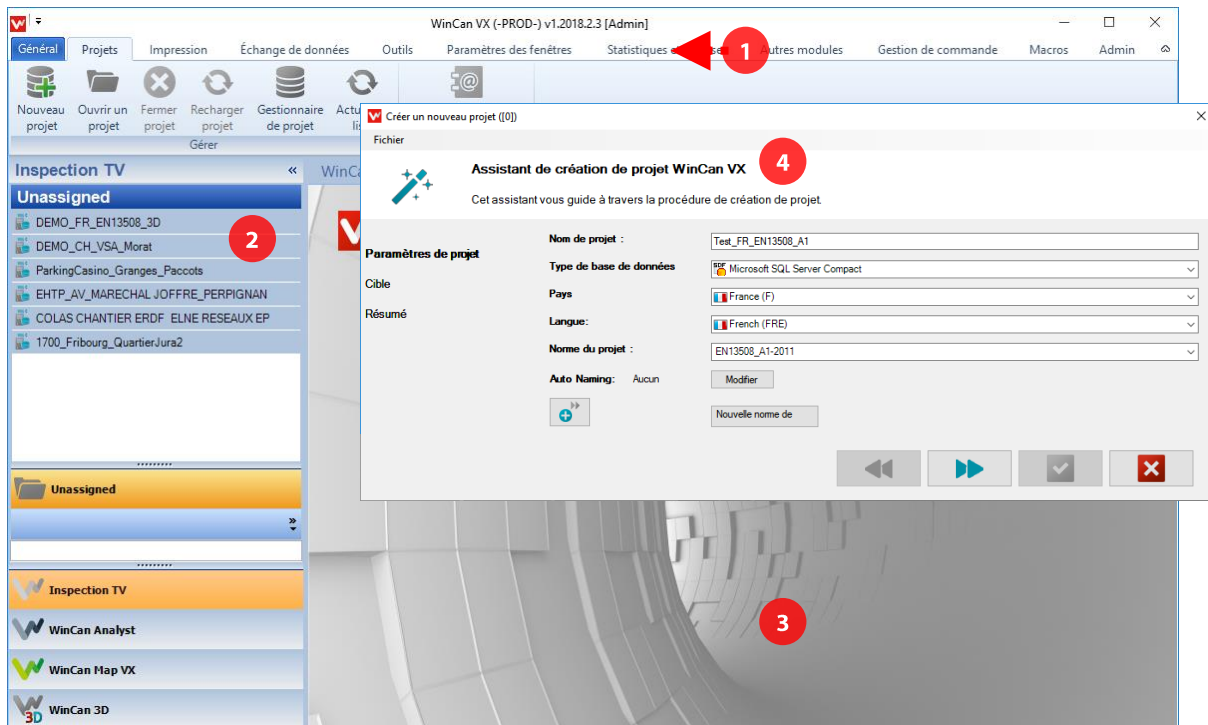 WinCan VX (-PROD-) v1.2018.2.3 [Admin]
Général Projets Impression Échange de données Outils Paramètres des fenêtres Statistiques 1 Autres modules Gestion de commande Macros Admin
Nouveau projet
Ouvrir un projet
Fermer projet
Recharger projet
Gestionnaire de projet
Gérer
Inspection TV
Unassigned
DEMO_FR_EN13508_3D
DEMO_CH_VSA_Morat
ParkingCasino_Granges_Paccots
EHTP_AV_MARECHAL JOFFRE_PERPIGNAN
COLAS CHANTIER ERDF ELNE RESEAUX EP
1700_Fribourg_QuartierJura2
2
Unassigned
Inspection TV
WinCan Analyst
WinCan Map VX
WinCan 3D
Créer un nouveau projet ([0])
Fichier
Assistant de création de projet WinCan VX
4
Cet assistant vous guide à travers la procédure de création de projet.
Paramètres de projet
Cible
Résumé
Nom de projet : Test_FR_EN13508_A1
Type de base de données Microsoft SQL Server Compact
Pays France (F)
Langue: French (FRE)
Norme du projet : EN13508_A1-2011
Auto Naming: Aucun Modifier
Nouvelle norme de
3